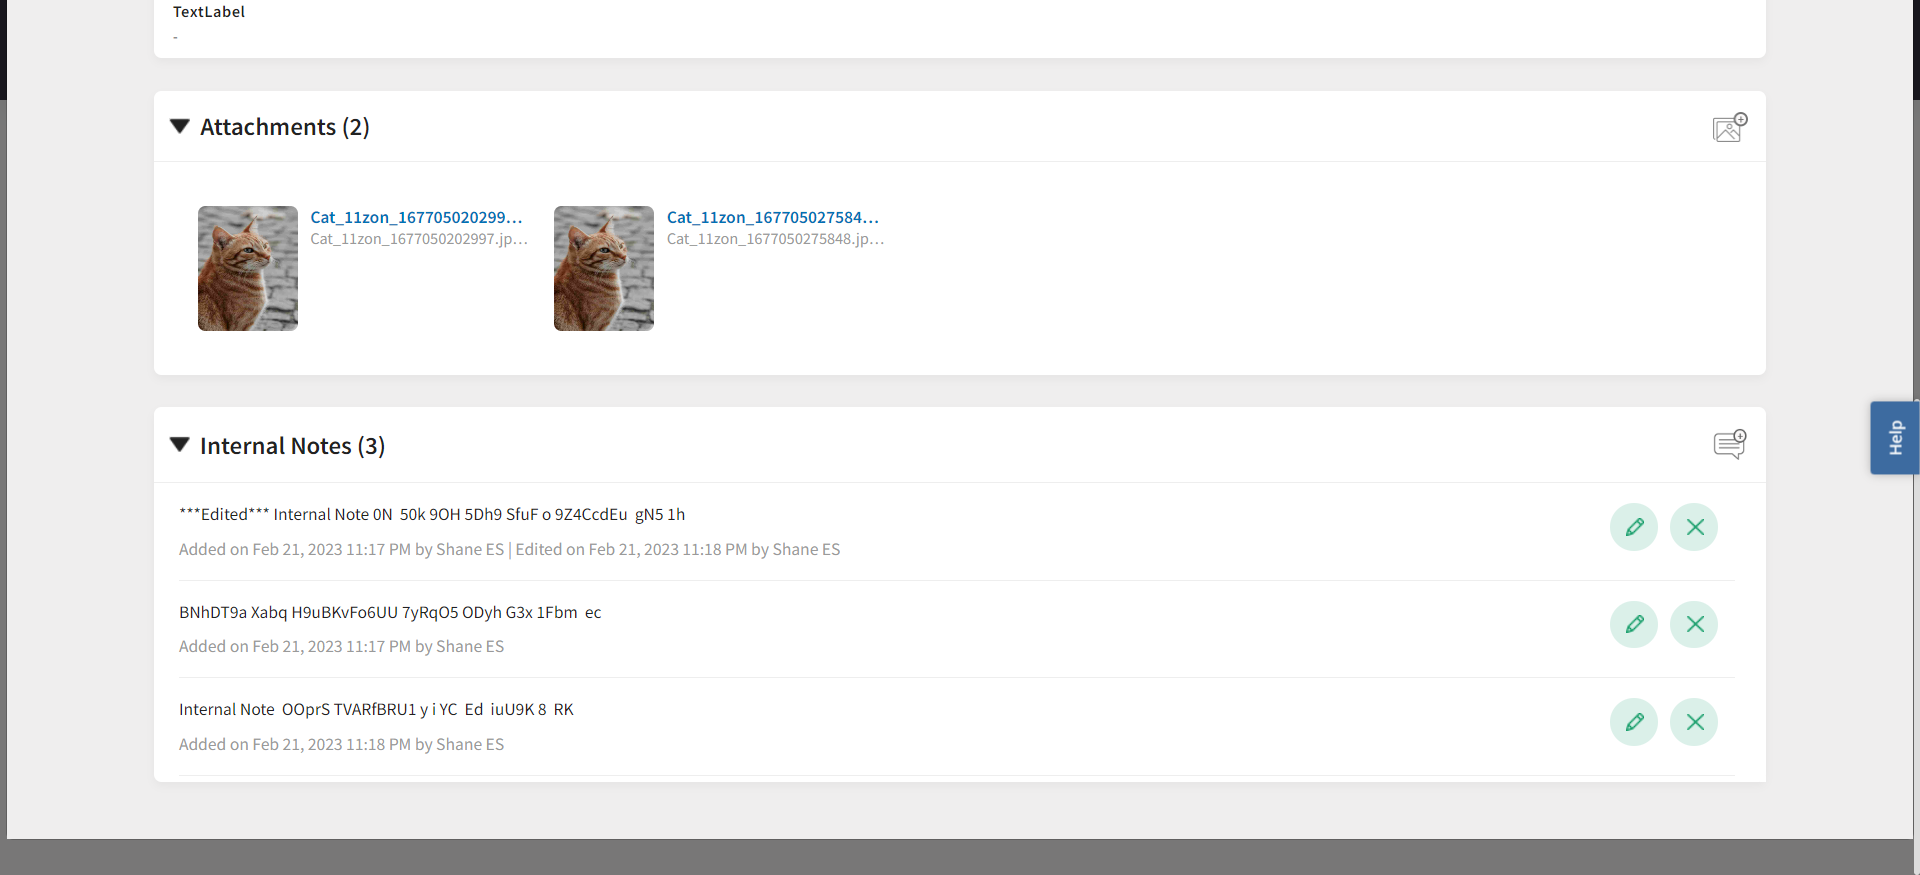 TextLabel
-
Attachments (2)
Cat_11zon_167705020299...
Cat_11zon_1677050202997.jp...
Cat_11zon_167705027584...
Cat_11zon_1677050275848.jp...
Internal Notes (3)
Help
***Edited*** Internal Note 0N  50k 9OH 5Dh9 SfuF o 9Z4CcdEu  gN5 1h
Added on Feb 21, 2023 11:17 PM by Shane ES | Edited on Feb 21, 2023 11:18 PM by Shane ES
BNhDT9a Xabq H9uBKvFo6UU 7yRqO5 ODyh G3x 1Fbm  ec
Added on Feb 21, 2023 11:17 PM by Shane ES
Internal Note  OOprS TVARfBRU1 y i YC  Ed  iuU9K 8  RK
Added on Feb 21, 2023 11:18 PM by Shane ES